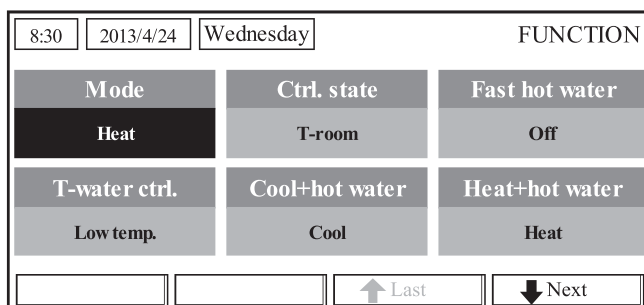 8:30 2013/4/24 Wednesday FUNCTION
Mode Ctrl. state Fast hot water
Heat T-room Off
T-water ctrl. Cool+hot water Heat+hot water
Low temp. Cool Heat
Last Next